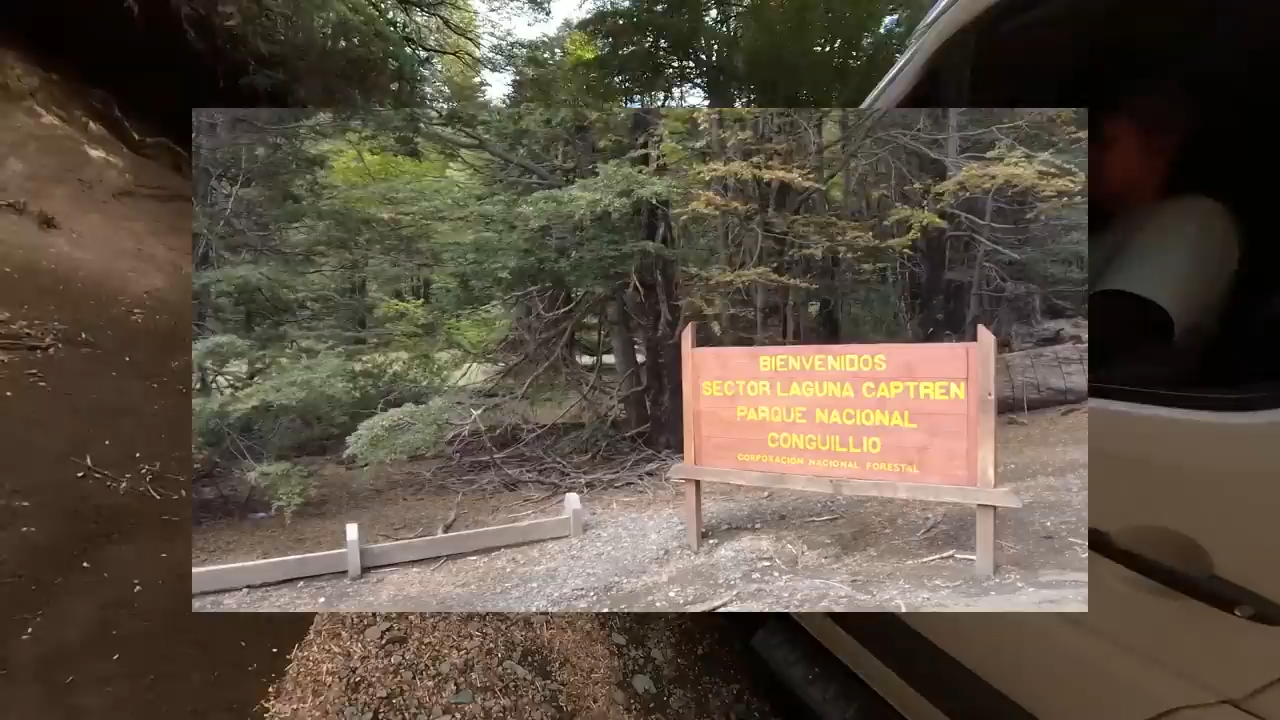 BIENVENIDOS
SECTOR LAGUNA CAPTREN
PARQUE NACIONAL
CONGUILLIO
CORPORACION NACIONAL FORESTAL